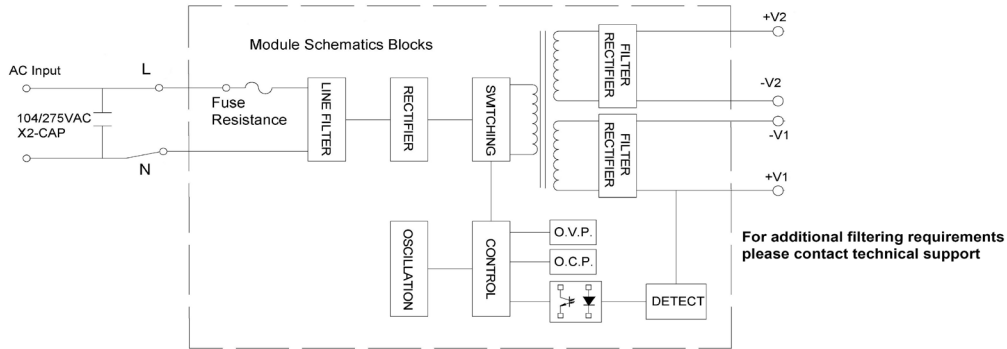 Module Schematics Blocks
AC Input
L
104/275VAC
X2-CAP
N
Fuse
Resistance
LINE FILTER
RECTIFIER
SWITCHING
FILTER
RECTIFIER
FILTER
RECTIFIER
+V2
-V2
-V1
+V1
OSCILLATION
CONTROL
O.V.P.
O.C.P.
DETECT
For additional filtering requirements
please contact technical support